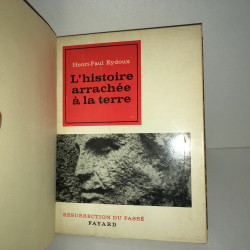 Henri-Paul Eydoux
L'histoire
arrachée
à la terre
RÉSURRECTION DU PASSÉ
FAYARD